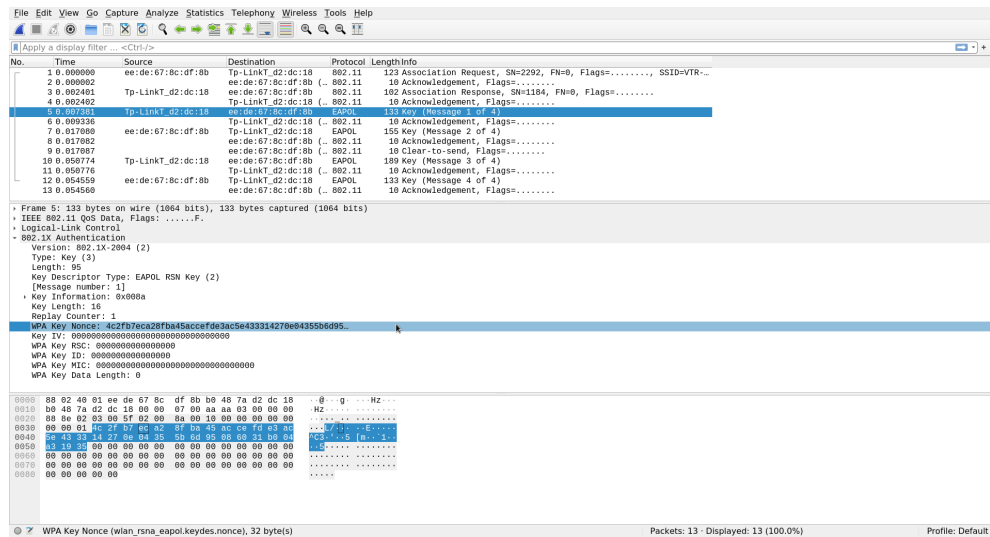 File Edit View Go Capture Analyze Statistics Telephony Wireless Tools Help
Apply a display filter ... <Ctrl-/>
No. Time Source Destination Protocol Length Info
1 0.000000 ee:de:67:8c:df:8b Tp-LinkT_d2:dc:18 802.11 123 Association Request, SN=2292, FN=0, Flags=........, SSID=VTR-…
2 0.000002 ee:de:67:8c:df:8b (… 802.11 10 Acknowledgement, Flags=........
3 0.002401 Tp-LinkT_d2:dc:18 ee:de:67:8c:df:8b 802.11 102 Association Response, SN=1184, FN=0, Flags=........
4 0.002402 Tp-LinkT_d2:dc:18 (… 802.11 10 Acknowledgement, Flags=........
5 0.007381 Tp-LinkT_d2:dc:18 ee:de:67:8c:df:8b EAPOL 133 Key (Message 1 of 4)
6 0.009336 Tp-LinkT_d2:dc:18 (… 802.11 10 Acknowledgement, Flags=........
7 0.017080 ee:de:67:8c:df:8b Tp-LinkT_d2:dc:18 EAPOL 155 Key (Message 2 of 4)
8 0.017082 ee:de:67:8c:df:8b (… 802.11 10 Acknowledgement, Flags=........
9 0.017087 ee:de:67:8c:df:8b (… 802.11 10 Clear-to-send, Flags=........
10 0.050774 Tp-LinkT_d2:dc:18 ee:de:67:8c:df:8b EAPOL 189 Key (Message 3 of 4)
11 0.050776 Tp-LinkT_d2:dc:18 (… 802.11 10 Acknowledgement, Flags=........
12 0.054559 ee:de:67:8c:df:8b Tp-LinkT_d2:dc:18 EAPOL 133 Key (Message 4 of 4)
13 0.054560 ee:de:67:8c:df:8b (… 802.11 10 Acknowledgement, Flags=........
Frame 5: 133 bytes on wire (1064 bits), 133 bytes captured (1064 bits)
IEEE 802.11 QoS Data, Flags: ......F.
Logical-Link Control
802.1X Authentication
Version: 802.1X-2004 (2)
Type: Key (3)
Length: 95
Key Descriptor Type: EAPOL RSN Key (2)
[Message number: 1]
Key Information: 0x008a
Key Length: 16
Replay Counter: 1
WPA Key Nonce: 4c2fb7eca28fba45accefde3ac5e433314270e04355b6d95…
Key IV: 00000000000000000000000000000000
WPA Key RSC: 0000000000000000
WPA Key ID: 0000000000000000
WPA Key MIC: 00000000000000000000000000000000
WPA Key Data Length: 0
0000 88 02 40 01 ee de 67 8c df 8b b0 48 7a d2 dc 18 ··@···g· ···Hz···
0010 b0 48 7a d2 dc 18 00 00 07 00 aa aa 03 00 00 00 ·Hz····· ········
0020 88 8e 02 03 00 5f 02 00 8a 00 10 00 00 00 00 00 ·····_·· ········
0030 00 00 01 4c 2f b7 ec a2 8f ba 45 ac ce fd e3 ac ···L/··· ··E·····
0040 5e 43 33 14 27 0e 04 35 5b 6d 95 08 60 31 b0 04 ^C3·'··5 [m··`1··
0050 a3 19 35 00 00 00 00 00 00 00 00 00 00 00 00 00 ··5····· ········
0060 00 00 00 00 00 00 00 00 00 00 00 00 00 00 00 00 ········ ········
0070 00 00 00 00 00 00 00 00 00 00 00 00 00 00 00 00 ········ ········
0080 00 00 00 00 00 ·····
WPA Key Nonce (wlan_rsna_eapol.keydes.nonce), 32 byte(s) Packets: 13 · Displayed: 13 (100.0%) Profile: Default